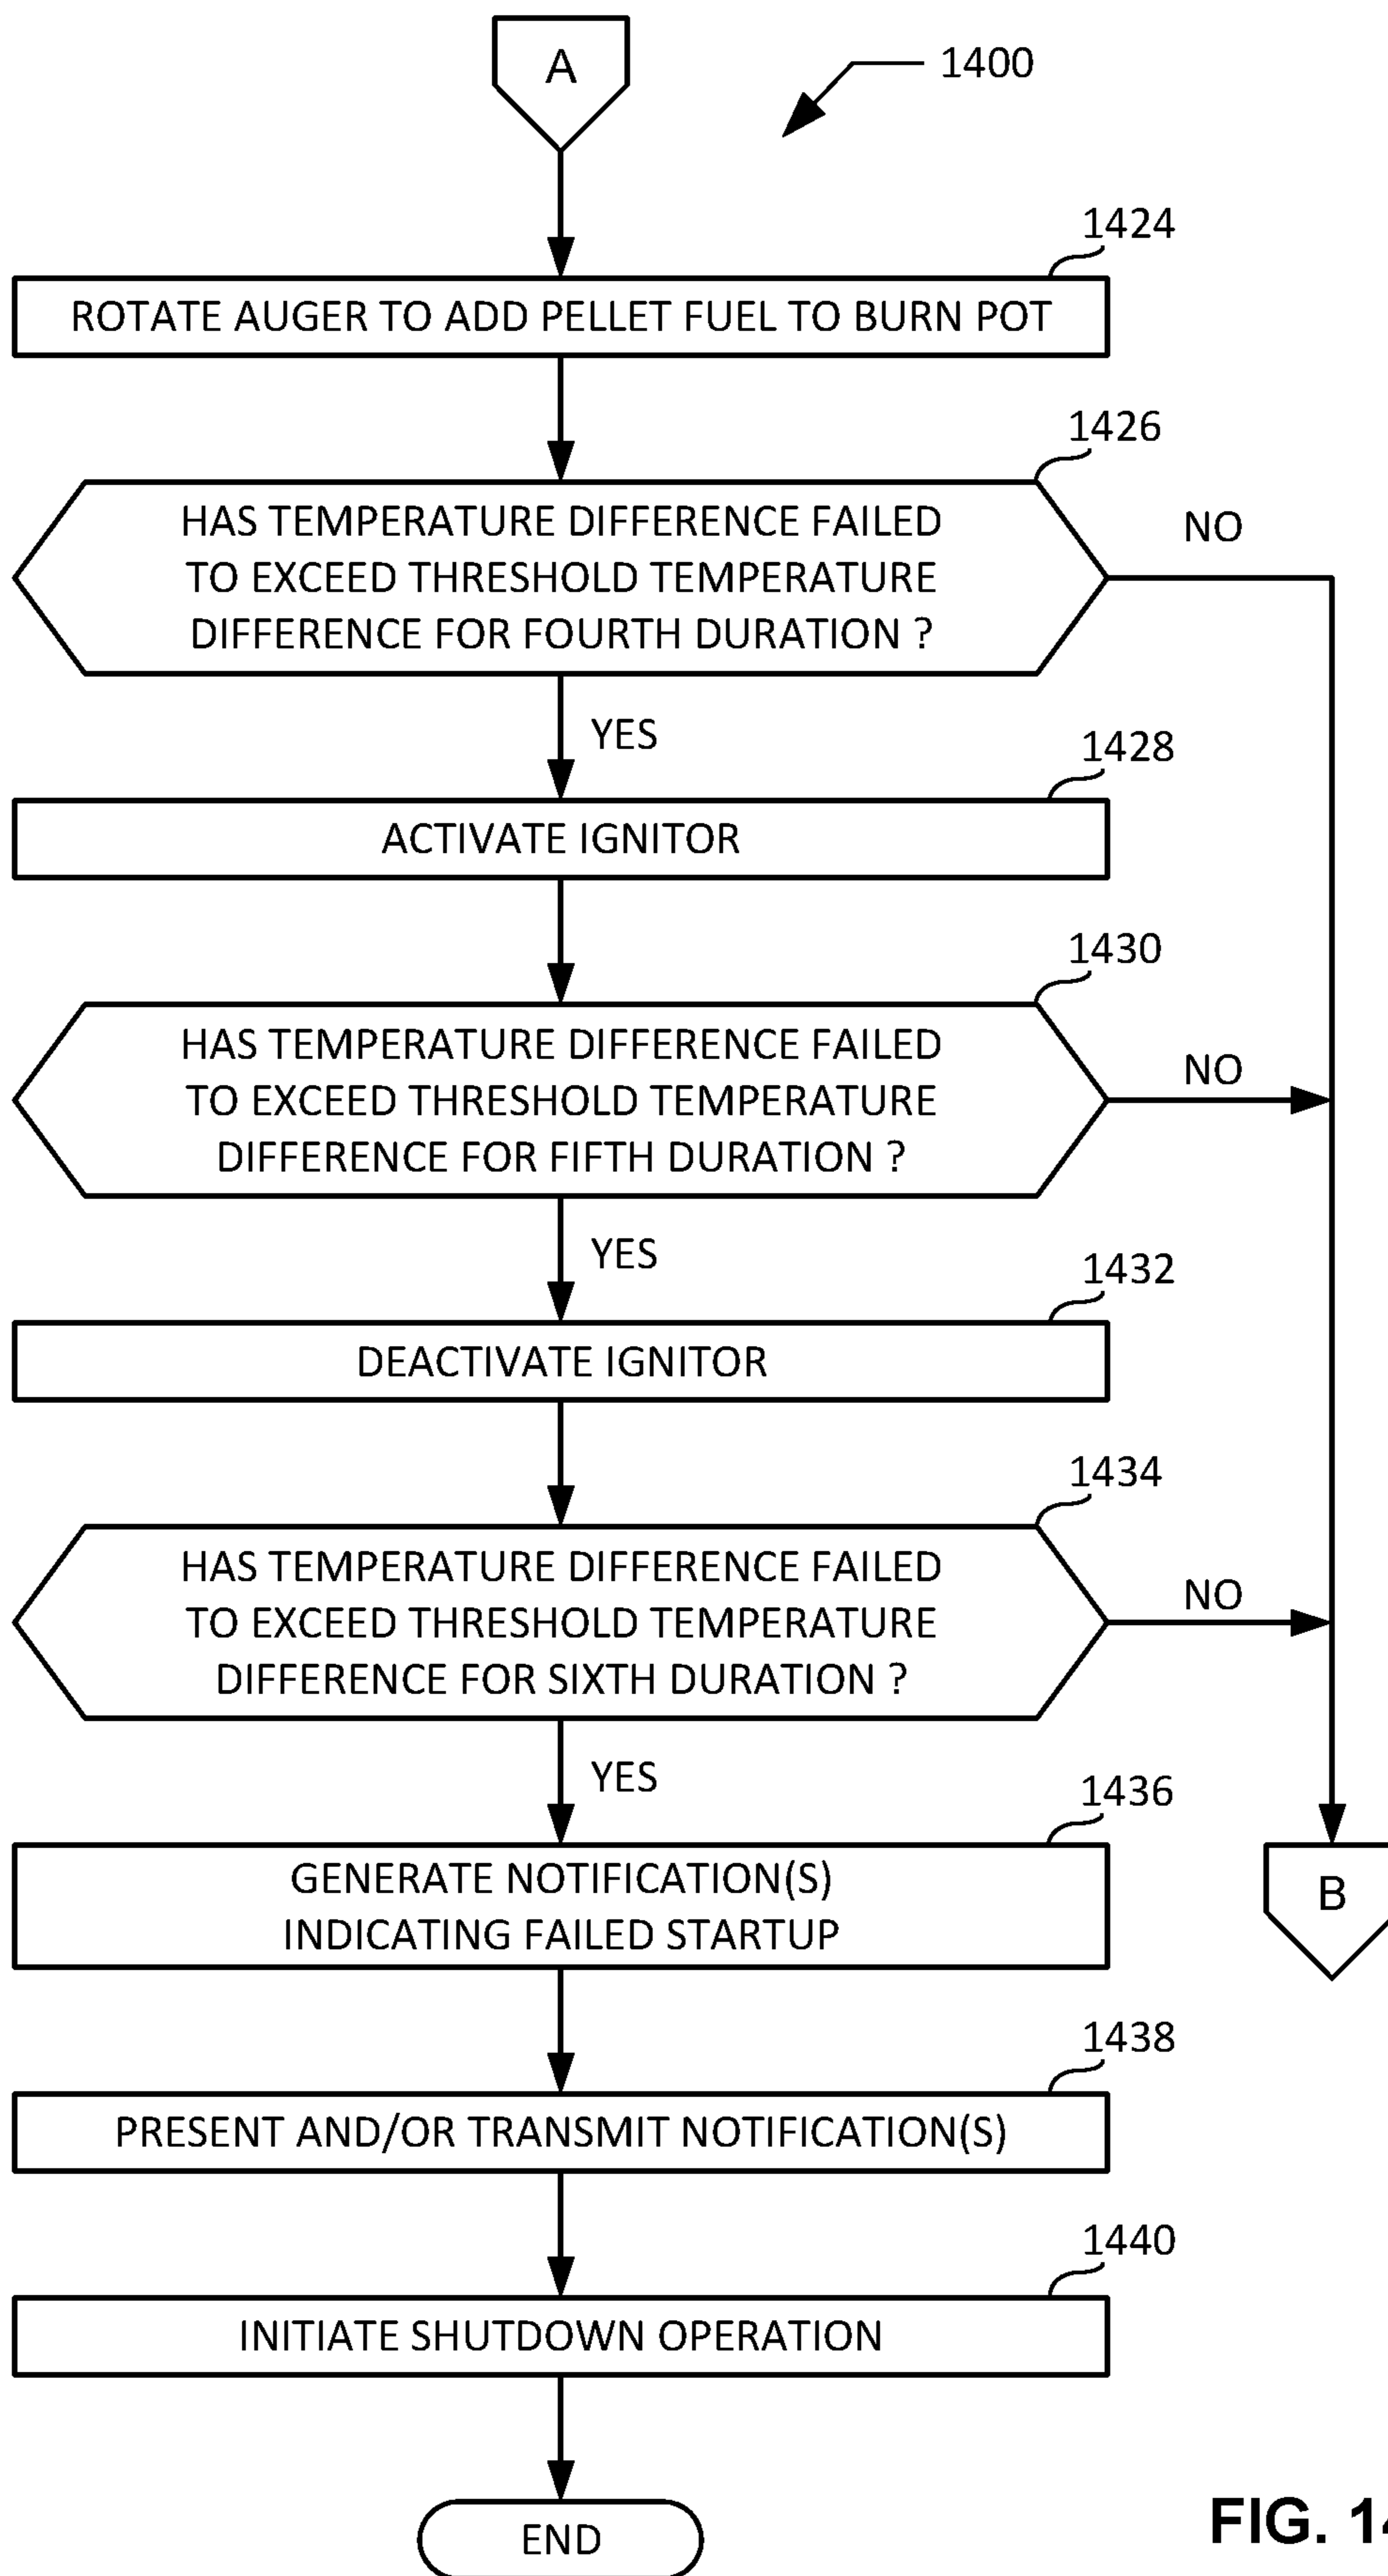 A
1400
1424
ROTATE AUGER TO ADD PELLET FUEL TO BURN POT
1426
HAS TEMPERATURE DIFFERENCE FAILED
TO EXCEED THRESHOLD TEMPERATURE
DIFFERENCE FOR FOURTH DURATION ?
NO
YES
1428
ACTIVATE IGNITOR
1430
HAS TEMPERATURE DIFFERENCE FAILED
TO EXCEED THRESHOLD TEMPERATURE
DIFFERENCE FOR FIFTH DURATION ?
NO
YES
1432
DEACTIVATE IGNITOR
1434
HAS TEMPERATURE DIFFERENCE FAILED
TO EXCEED THRESHOLD TEMPERATURE
DIFFERENCE FOR SIXTH DURATION ?
NO
YES
1436
GENERATE NOTIFICATION(S)
INDICATING FAILED STARTUP
B
1438
PRESENT AND/OR TRANSMIT NOTIFICATION(S)
1440
INITIATE SHUTDOWN OPERATION
END
FIG.